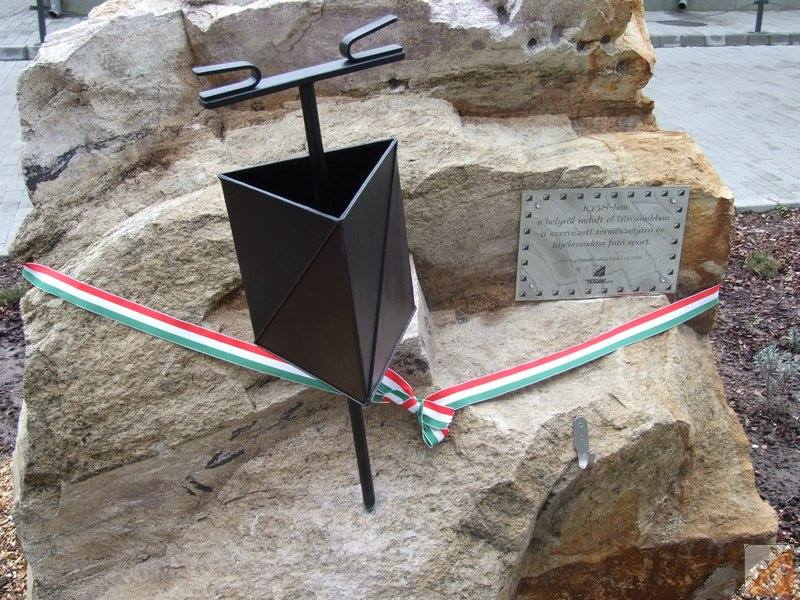 1958-ban
e helyről indult el városunkban
a szervezett természetjáró és
tájékozódási futó sport.